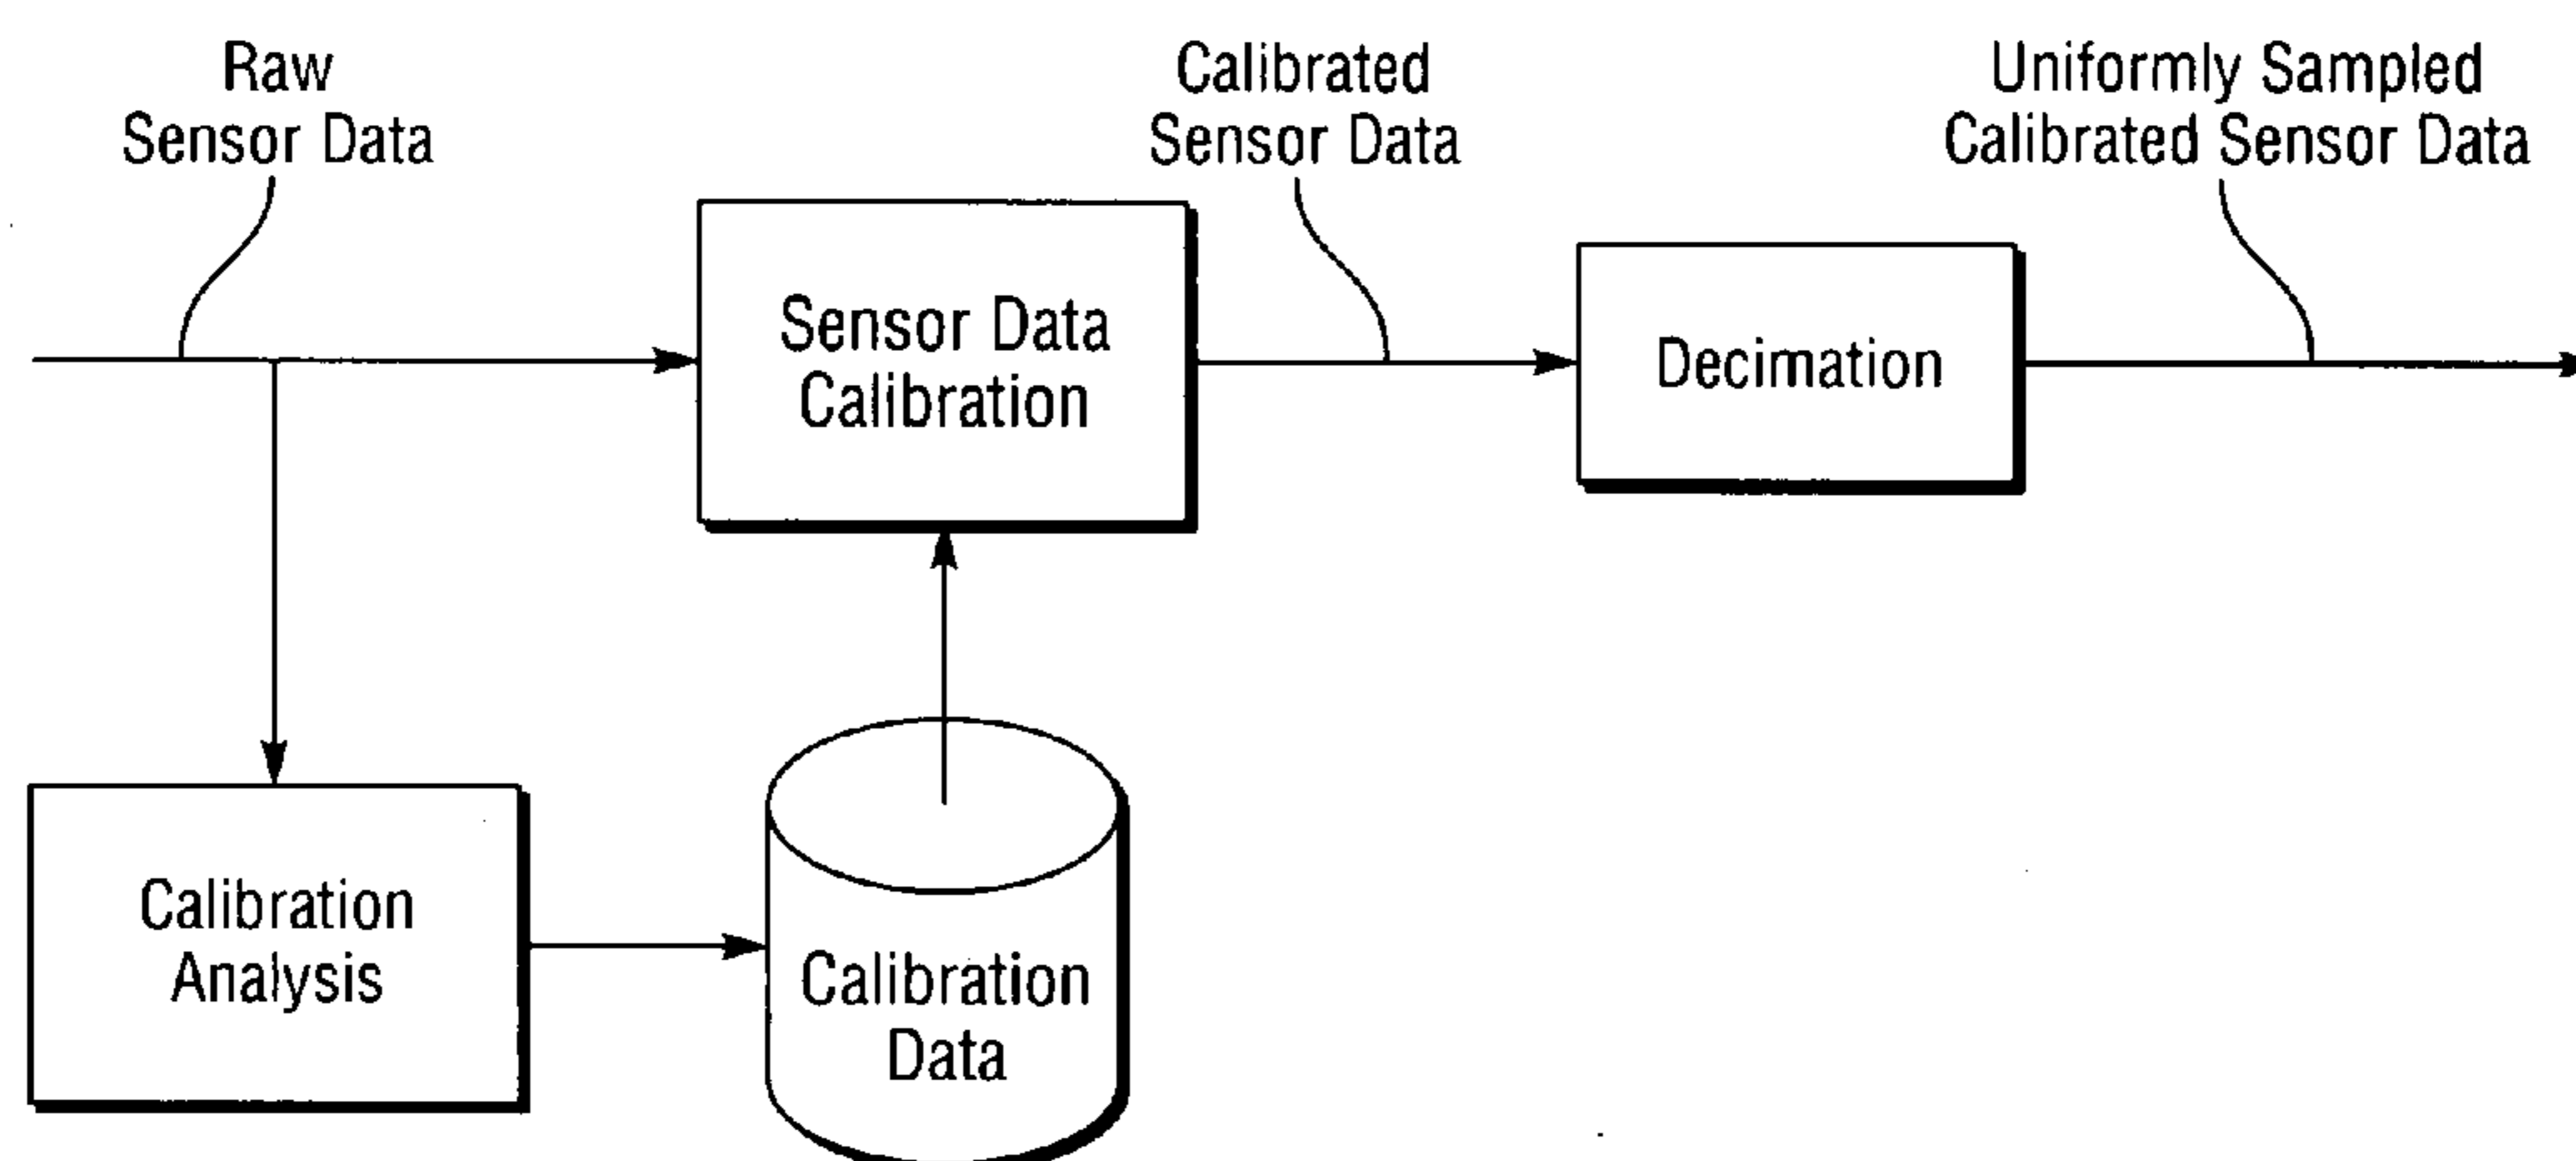 Raw
Sensor Data
Calibrated
Sensor Data
Uniformly Sampled
Calibrated Sensor Data
Sensor Data
Calibration
Decimation
Calibration
Analysis
Calibration
Data